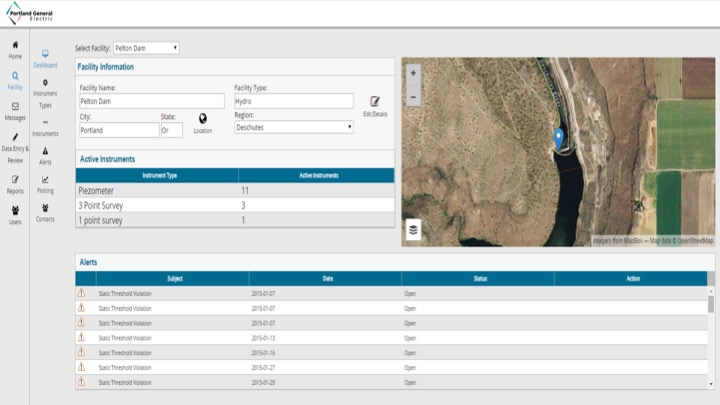 Portland General
Electric
Home
Facility
Messages
Data Entry &
Review
Reports
Users
Dashboard
Instrument
Types
Instruments
Alerts
Plotting
Contacts
Select Facility: Pelton Dam
Facility Information
Facility Name: Facility Type:
Pelton Dam Hydro
City: State: Region:
Portland Or Location Deschutes
Edit Details
Active Instruments
Instrument Type Active Instruments
Piezometer 11
3 Point Survey 3
1 point survey 1
+
−
Imagery from MapBox — Map data © OpenStreetMap
Alerts
Subject Date Status Action
Static Threshold Violation 2015-01-07 Open
Static Threshold Violation 2015-01-07 Open
Static Threshold Violation 2015-01-07 Open
Static Threshold Violation 2015-01-13 Open
Static Threshold Violation 2015-01-16 Open
Static Threshold Violation 2015-01-27 Open
Static Threshold Violation 2015-01-28 Open